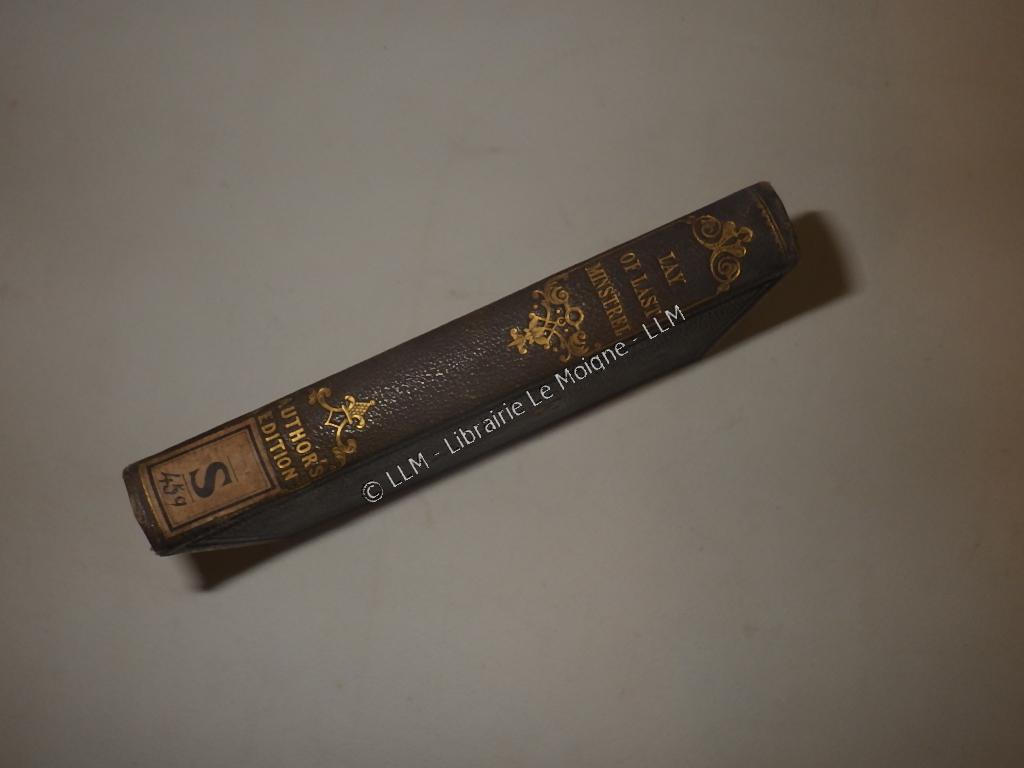 LAY
OF LAST
MINSTREL
AUTHOR'S
EDITION
S
459
© LLM - Librairie Le Moigne - LLM